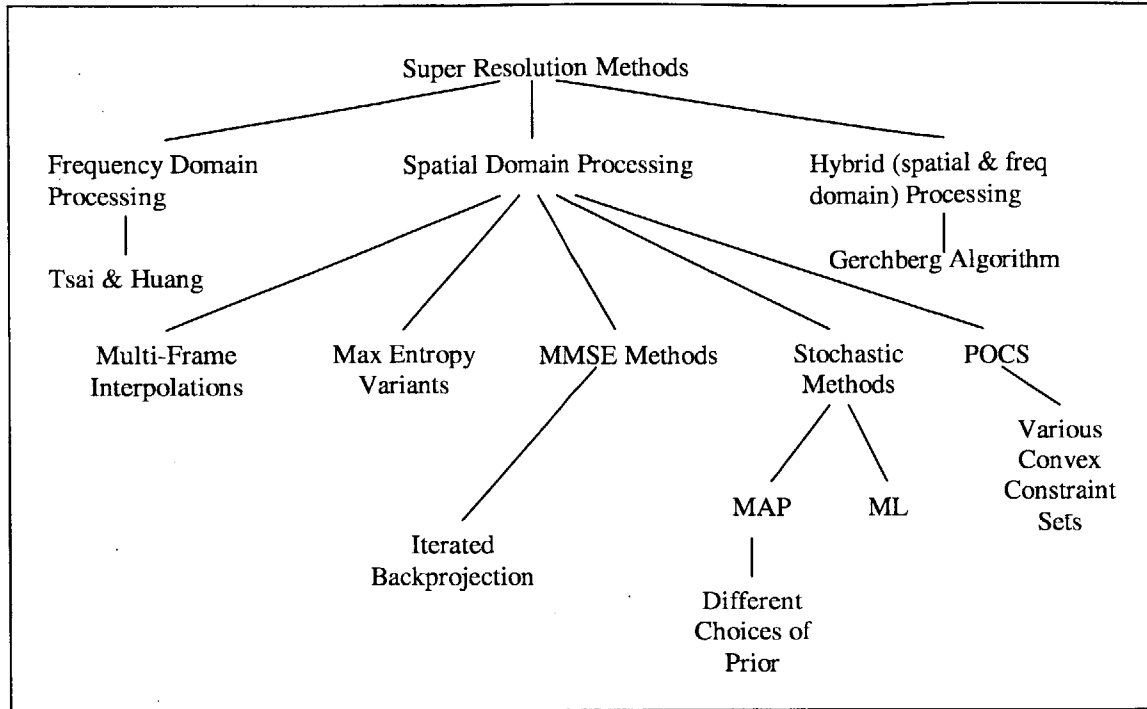 Super Resolution Methods
Frequency Domain
Processing
Spatial Domain Processing
Hybrid (spatial & freq
domain) Processing
Tsai & Huang
Gerchberg Algorithm
Multi-Frame
Interpolations
Max Entropy
Variants
MMSE Methods
Stochastic
Methods
POCS
Various
Convex
Constraint
Sets
Iterated
Backprojection
MAP
ML
Different
Choices of
Prior